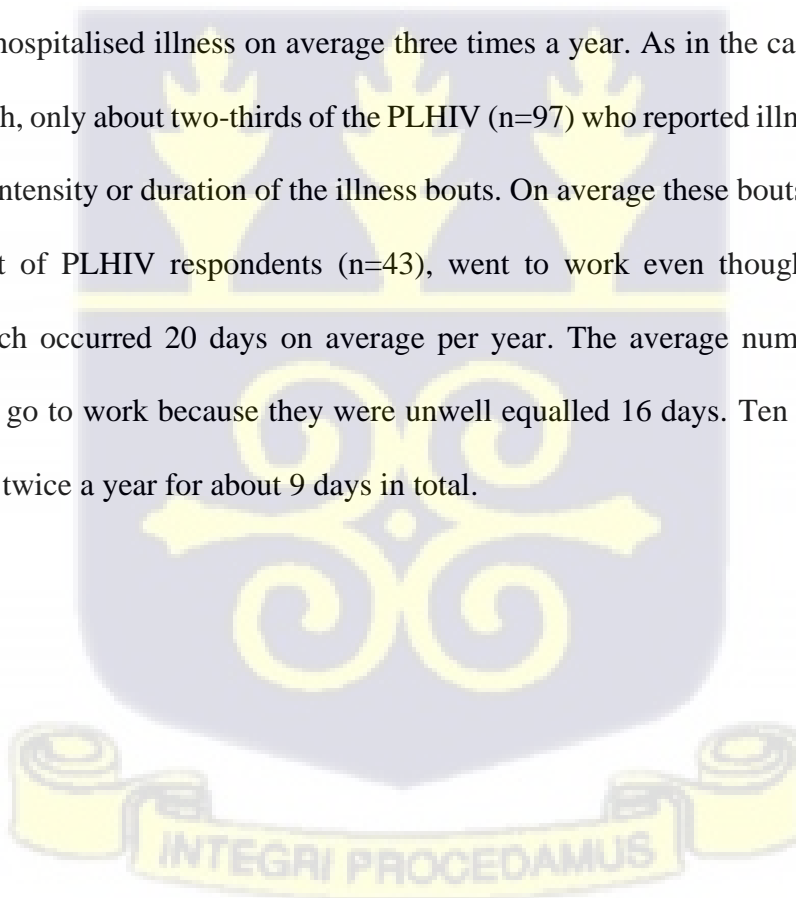 hospitalised illness on average three times a year. As in the ca
h, only about two-thirds of the PLHIV (n=97) who reported illn
ntensity or duration of the illness bouts. On average these bouts
t of PLHIV respondents (n=43), went to work even thoug
ch occurred 20 days on average per year. The average num
go to work because they were unwell equalled 16 days. Ten
twice a year for about 9 days in total.
INTEGRI PROCEDAMUS